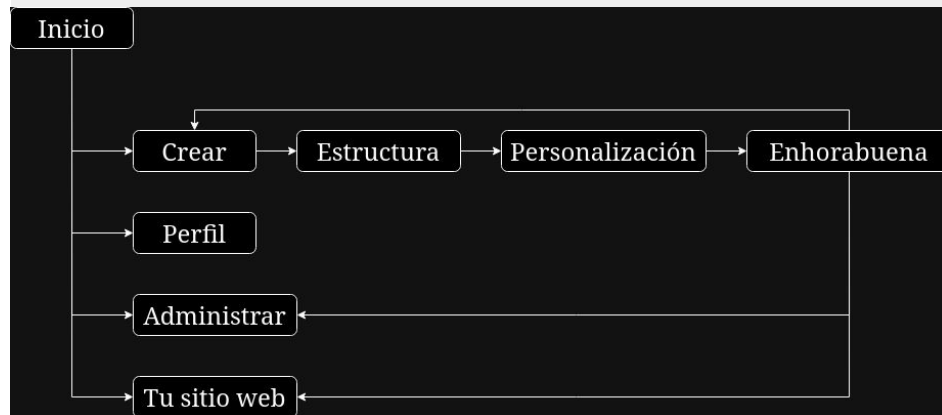 Inicio
Crear
Estructura
Personalización
Enhorabuena
Perfil
Administrar
Tu sitio web